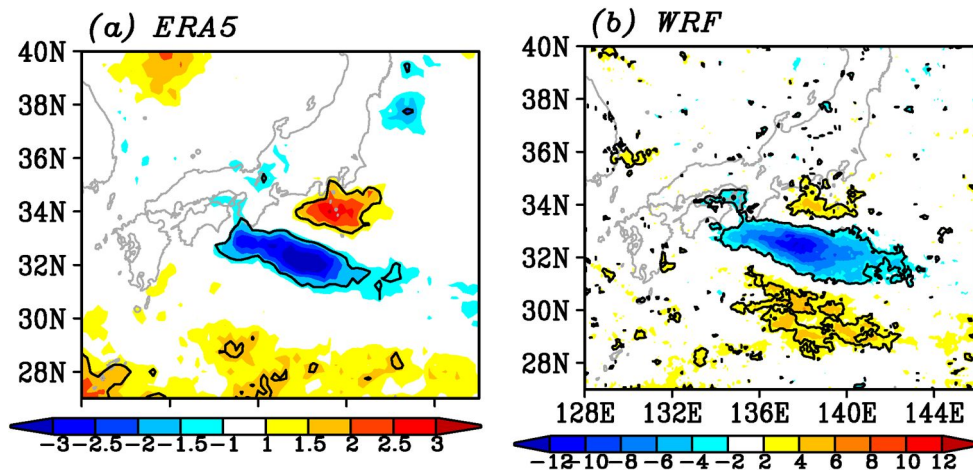 (a) ERA5
40N
38N
36N
34N
32N
30N
28N
-3 -2.5 -2 -1.5 -1 1 1.5 2 2.5 3
(b) WRF
40N
38N
36N
34N
32N
30N
28N
128E 132E 136E 140E 144E
-12 -10 -8 -6 -4 -2 2 4 6 8 10 12